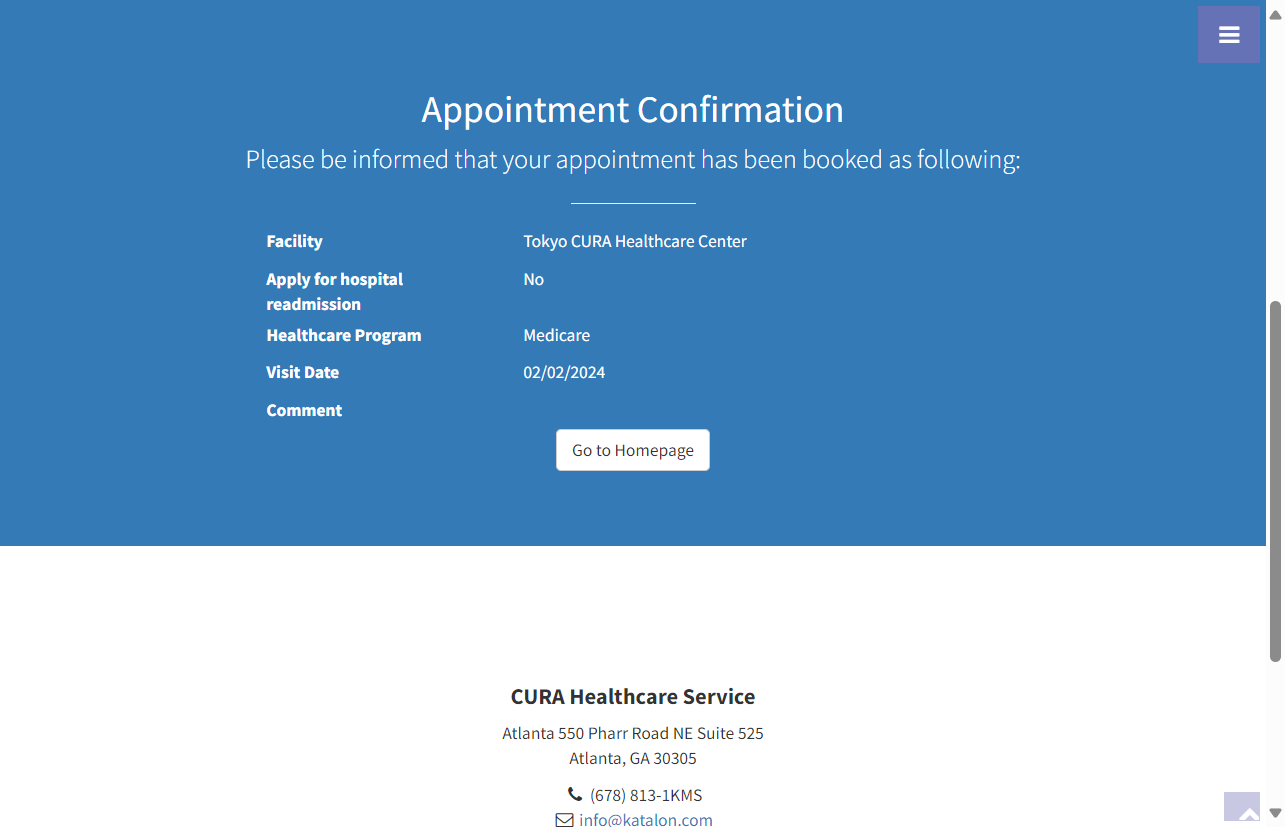 Appointment Confirmation
Please be informed that your appointment has been booked as following:
Facility Tokyo CURA Healthcare Center
Apply for hospital No
readmission
Healthcare Program Medicare
Visit Date 02/02/2024
Comment
Go to Homepage
CURA Healthcare Service
Atlanta 550 Pharr Road NE Suite 525
Atlanta, GA 30305
(678) 813-1KMS
info@katalon.com